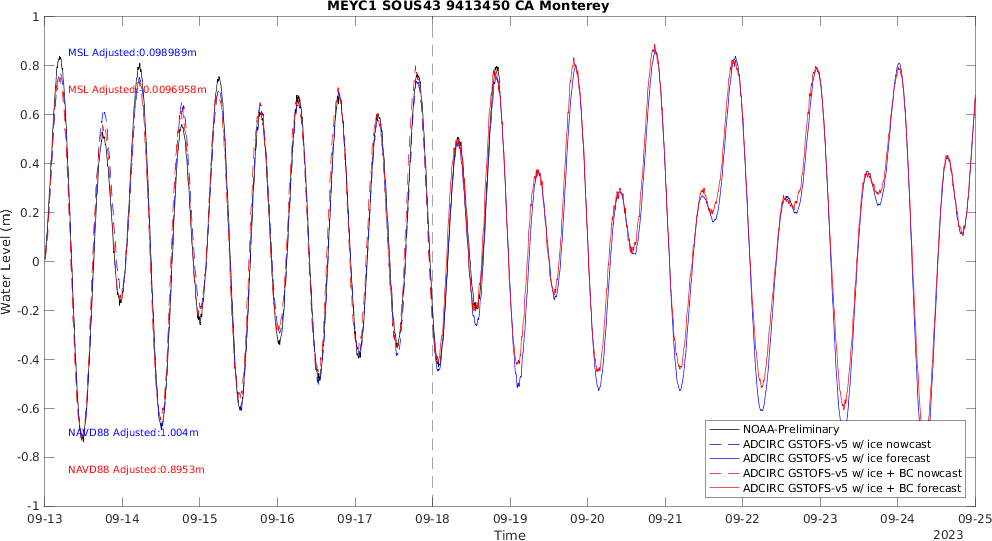 MEYC1 SOUS43 9413450 CA Monterey
Water Level (m)
1
0.8
0.6
0.4
0.2
0
-0.2
-0.4
-0.6
-0.8
-1
MSL Adjusted:0.098989m
MSL Adjusted:-0.0096958m
NAVD88 Adjusted:1.004m
NAVD88 Adjusted:0.8953m
NOAA-Preliminary
ADCIRC GSTOFS-v5 w/ ice nowcast
ADCIRC GSTOFS-v5 w/ ice forecast
ADCIRC GSTOFS-v5 w/ ice + BC nowcast
ADCIRC GSTOFS-v5 w/ ice + BC forecast
09-13 09-14 09-15 09-16 09-17 09-18 09-19 09-20 09-21 09-22 09-23 09-24 09-25
Time
2023